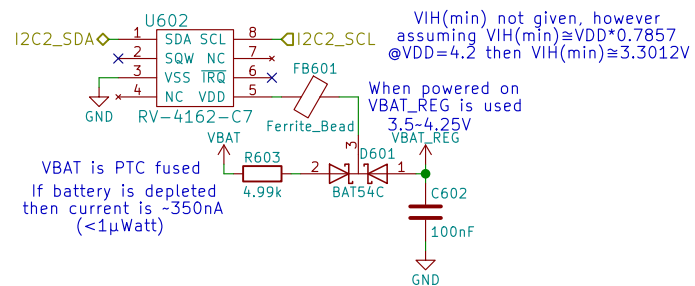 U602
I2C2_SDA
1
SDA
SCL
8
I2C2_SCL
2
SQW
NC
7
3
VSS
IRQ
6
4
NC
VDD
5
RV-4162-C7
GND
VIH(min) not given, however
assuming VIH(min)≅VDD*0.7857
@VDD=4.2 then VIH(min)≅3.3012V
FB601
Ferrite_Bead
When powered on
VBAT_REG is used
3.5~4.25V
VBAT
VBAT_REG
3
D601
R603
2
1
4.99k
BAT54C
VBAT is PTC fused
If battery is depleted
then current is ~350nA
(<1µWatt)
C602
100nF
GND